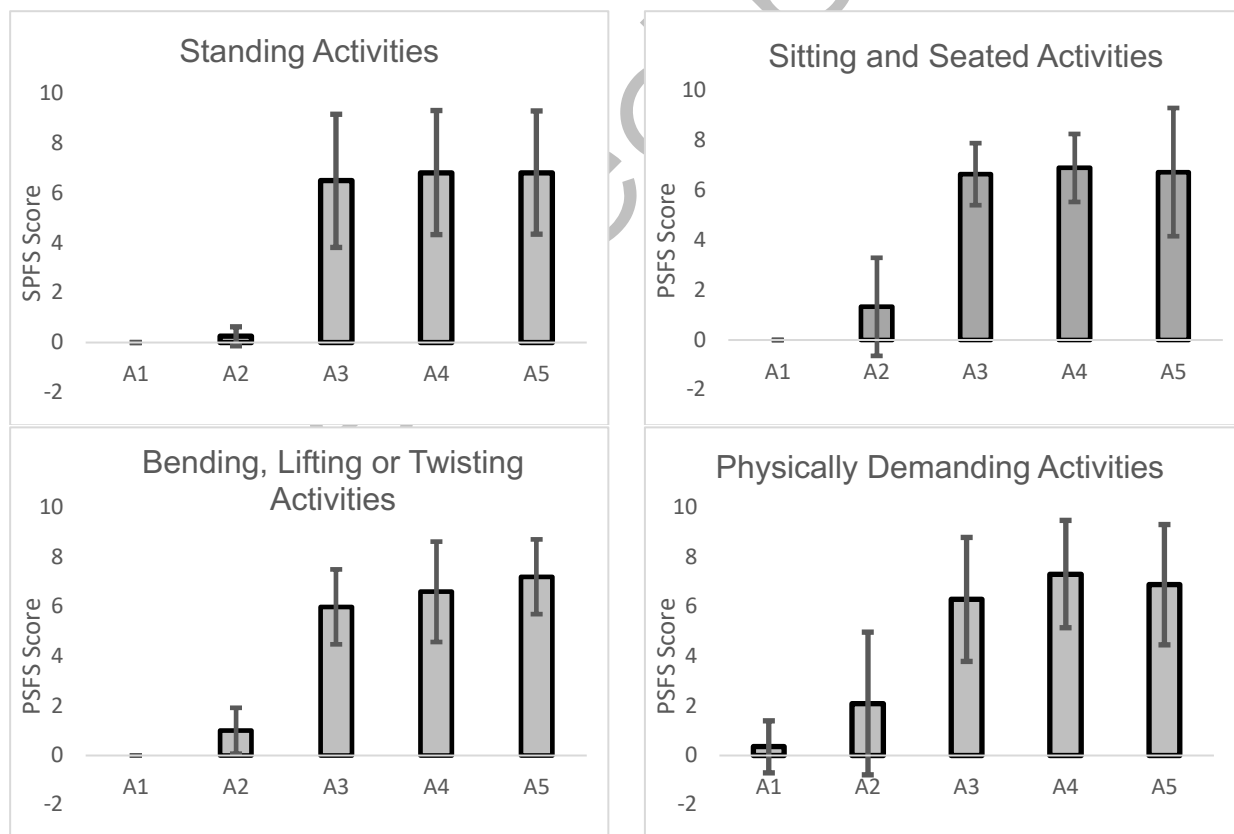 Standing Activities
SPFS Score
10
8
6
4
2
0
-2
A1 A2 A3 A4 A5
Sitting and Seated Activities
PSFS Score
10
8
6
4
2
0
-2
A1 A2 A3 A4 A5
Bending, Lifting or Twisting
Activities
PSFS Score
10
8
6
4
2
0
-2
A1 A2 A3 A4 A5
Physically Demanding Activities
PSFS Score
10
8
6
4
2
0
-2
A1 A2 A3 A4 A5